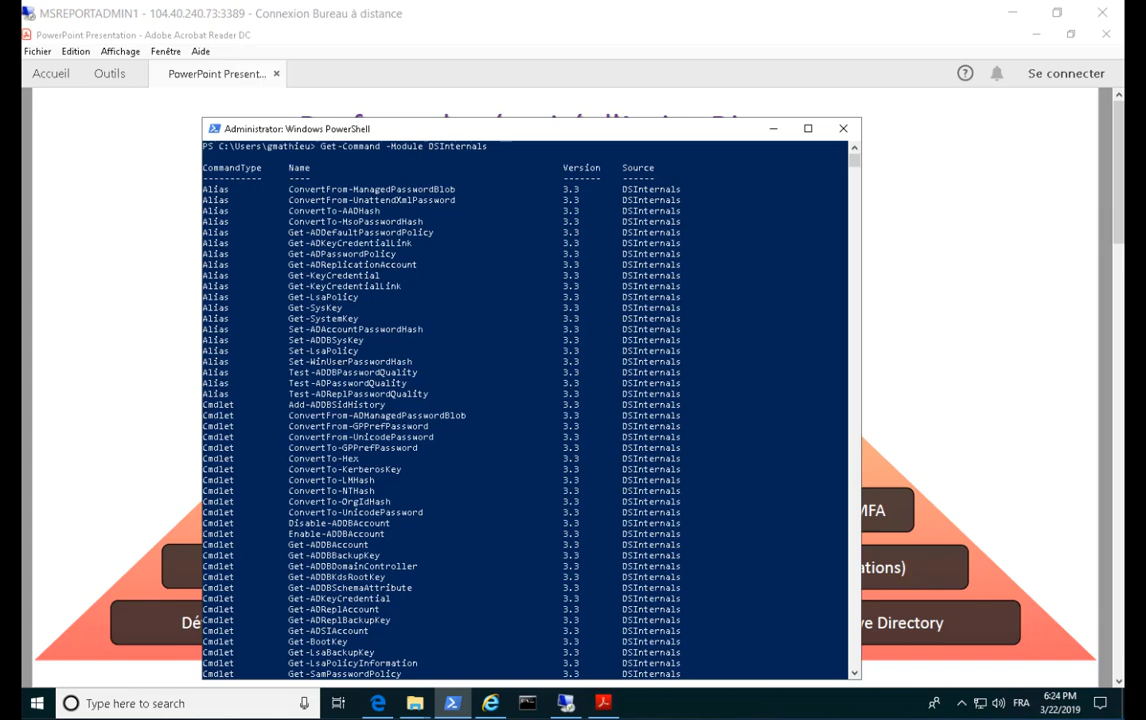 MSREPORTADMIN1 - 104.40.240.73:3389 - Connexion Bureau à distance
PowerPoint Presentation - Adobe Acrobat Reader DC
Fichier Edition Affichage Fenêtre Aide
Accueil Outils PowerPoint Present... × Se connecter
Administrator: Windows PowerShell
PS C:\Users\gmathieu> Get-Command -Module DSInternals
CommandType Name Version Source
----------- ---- ------- ------
Alias ConvertFrom-ManagedPasswordBlob 3.3 DSInternals
Alias ConvertFrom-UnattendXmlPassword 3.3 DSInternals
Alias ConvertTo-AADHash 3.3 DSInternals
Alias ConvertTo-MsoPasswordHash 3.3 DSInternals
Alias Get-ADDefaultPasswordPolicy 3.3 DSInternals
Alias Get-ADKeyCredentialLink 3.3 DSInternals
Alias Get-ADPasswordPolicy 3.3 DSInternals
Alias Get-ADReplicationAccount 3.3 DSInternals
Alias Get-KeyCredential 3.3 DSInternals
Alias Get-KeyCredentialLink 3.3 DSInternals
Alias Get-LsaPolicy 3.3 DSInternals
Alias Get-SysKey 3.3 DSInternals
Alias Get-SystemKey 3.3 DSInternals
Alias Set-ADAccountPasswordHash 3.3 DSInternals
Alias Set-ADDBSysKey 3.3 DSInternals
Alias Set-LsaPolicy 3.3 DSInternals
Alias Set-WinUserPasswordHash 3.3 DSInternals
Alias Test-ADDBPasswordQuality 3.3 DSInternals
Alias Test-ADPasswordQuality 3.3 DSInternals
Alias Test-ADReplPasswordQuality 3.3 DSInternals
Cmdlet Add-ADDBSidHistory 3.3 DSInternals
Cmdlet ConvertFrom-ADManagedPasswordBlob 3.3 DSInternals
Cmdlet ConvertFrom-GPPrefPassword 3.3 DSInternals
Cmdlet ConvertFrom-UnicodePassword 3.3 DSInternals
Cmdlet ConvertTo-GPPrefPassword 3.3 DSInternals
Cmdlet ConvertTo-Hex 3.3 DSInternals
Cmdlet ConvertTo-KerberosKey 3.3 DSInternals
Cmdlet ConvertTo-LMHash 3.3 DSInternals
Cmdlet ConvertTo-NTHash 3.3 DSInternals
Cmdlet ConvertTo-OrgIdHash 3.3 DSInternals
Cmdlet ConvertTo-UnicodePassword 3.3 DSInternals
Cmdlet Disable-ADDBAccount 3.3 DSInternals
Cmdlet Enable-ADDBAccount 3.3 DSInternals
Cmdlet Get-ADDBAccount 3.3 DSInternals
Cmdlet Get-ADDBBackupKey 3.3 DSInternals
Cmdlet Get-ADDBDomainController 3.3 DSInternals
Cmdlet Get-ADDBKdsRootKey 3.3 DSInternals
Cmdlet Get-ADDBSchemaAttribute 3.3 DSInternals
Cmdlet Get-ADKeyCredential 3.3 DSInternals
Cmdlet Get-ADReplAccount 3.3 DSInternals
Cmdlet Get-ADReplBackupKey 3.3 DSInternals
Cmdlet Get-ADSIAccount 3.3 DSInternals
Cmdlet Get-BootKey 3.3 DSInternals
Cmdlet Get-LsaBackupKey 3.3 DSInternals
Cmdlet Get-LsaPolicyInformation 3.3 DSInternals
Cmdlet Get-SamPasswordPolicy 3.3 DSInternals
MFA
ations)
Dé
ve Directory
Type here to search
FR
6:24 PM
3/22/2019